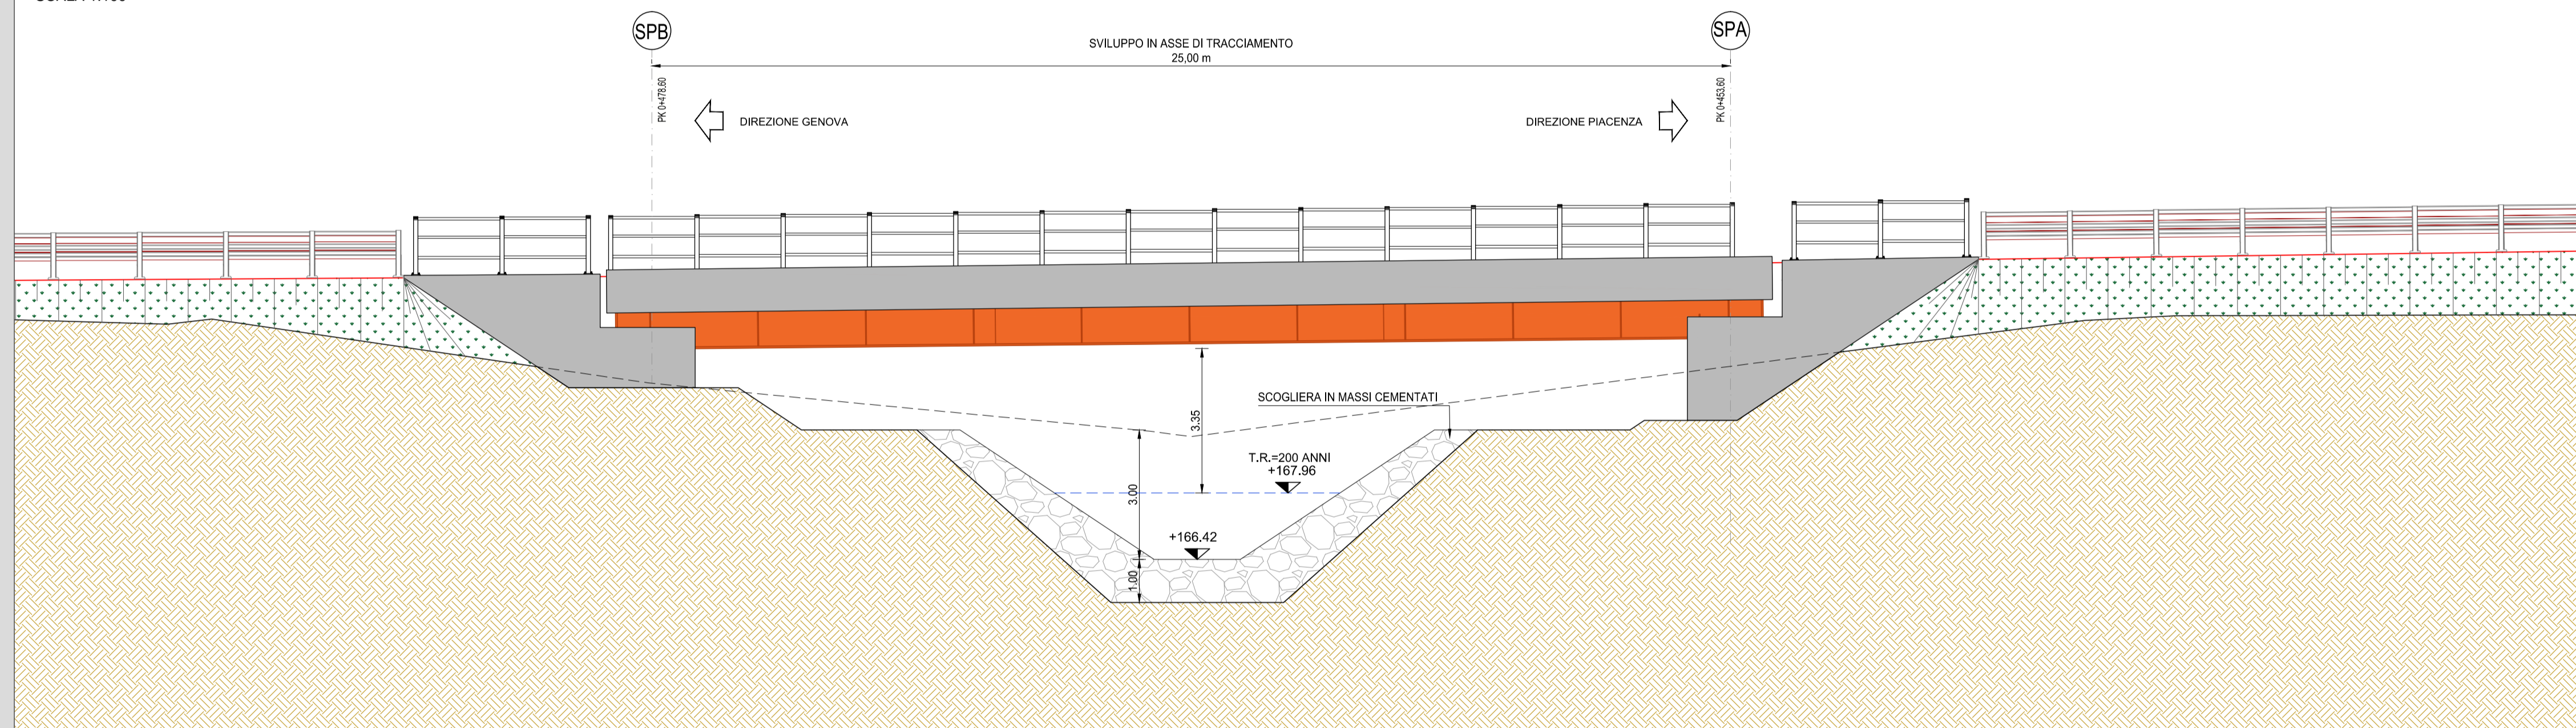 SPB
SPA
SVILUPPO IN ASSE DI TRACCIAMENTO
25,00 m
PK 0+478.60
PK 0+453.60
DIREZIONE GENOVA
DIREZIONE PIACENZA
SCOGLIERA IN MASSI CEMENTATI
3.35
T.R.=200 ANNI
+167.96
3.00
+166.42
1.00